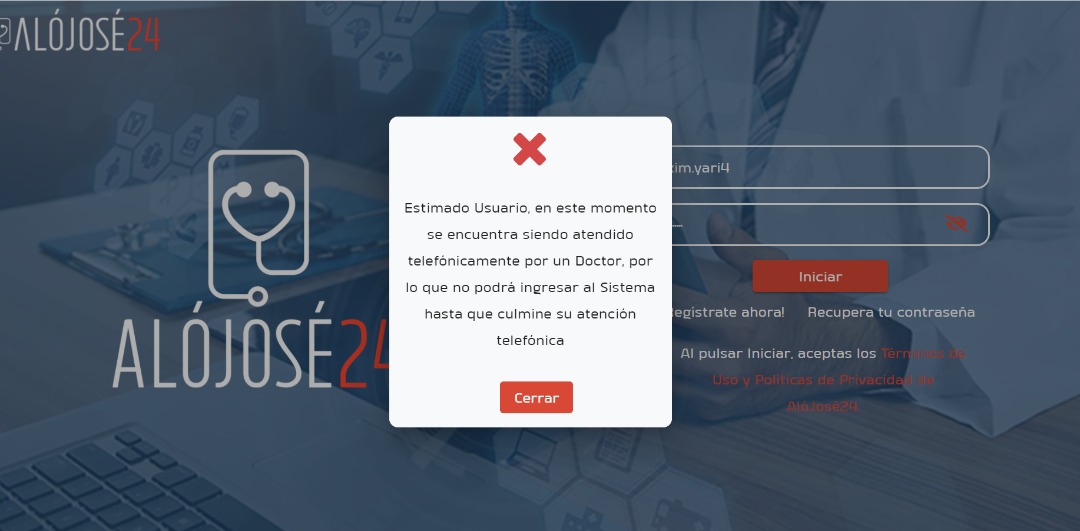 ALÓJOSÉ24
ALÓJOSÉ24
Estimado Usuario, en este momento
se encuentra siendo atendido
telefónicamente por un Doctor, por
lo que no podrá ingresar al Sistema
hasta que culmine su atención
telefónica
Cerrar
im.yari4
Iniciar
Registrate ahora! Recupera tu contraseña
Al pulsar Iniciar, aceptas los Términos de
Uso y Políticas de Privacidad de
AlóJosé24.